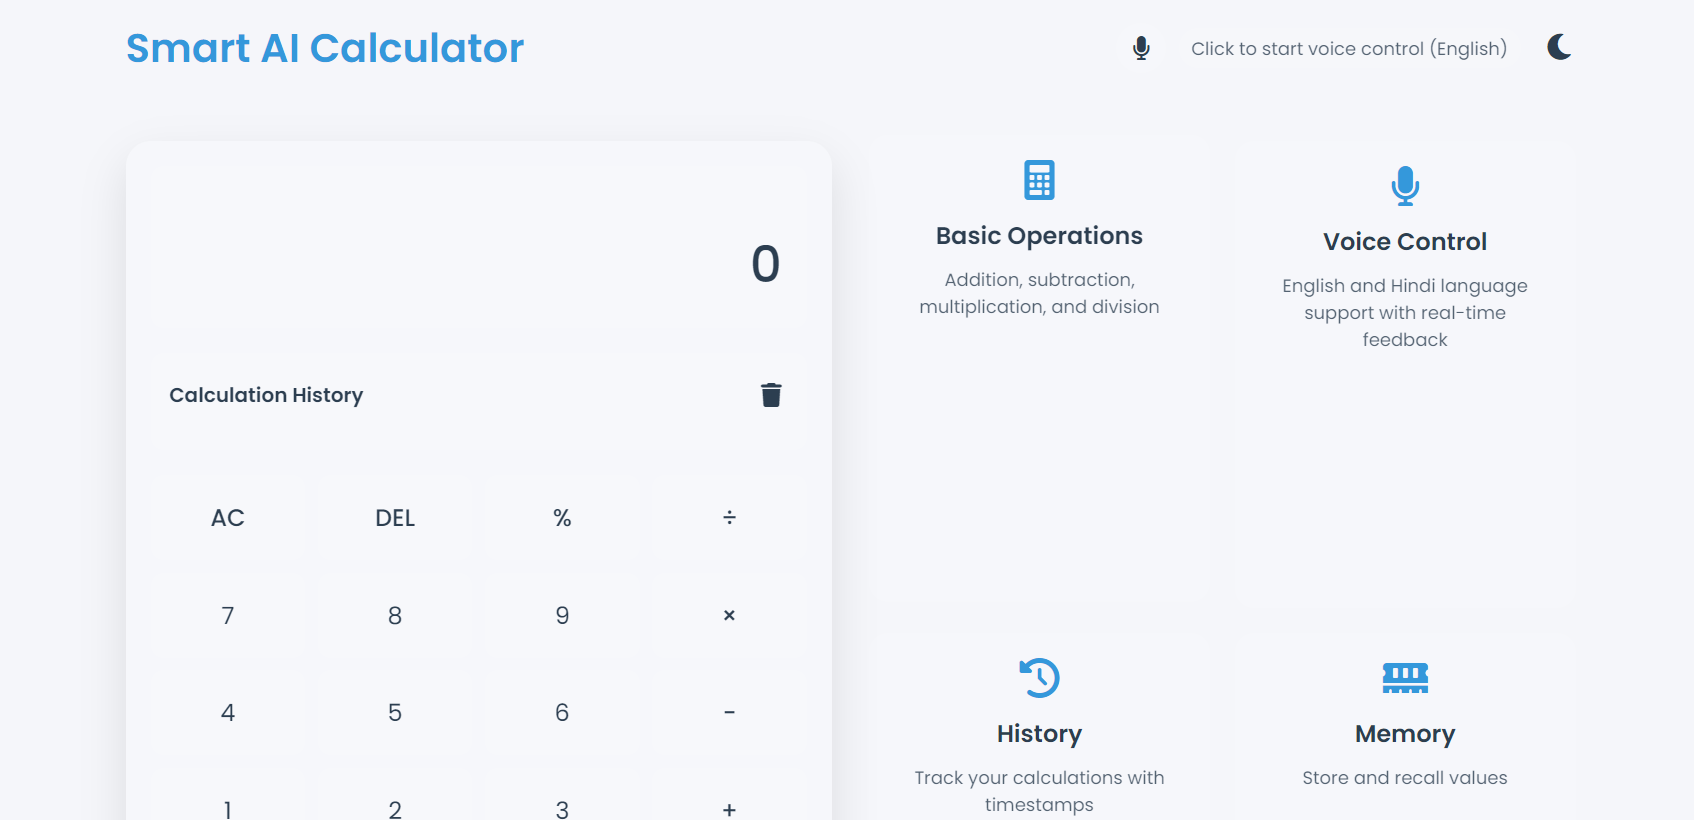 Smart AI Calculator
Click to start voice control (English)
0
Calculation History
AC DEL % ÷
7 8 9 ×
4 5 6 -
1 2 3 +
Basic Operations
Addition, subtraction,
multiplication, and division
Voice Control
English and Hindi language
support with real-time
feedback
History
Track your calculations with
timestamps
Memory
Store and recall values